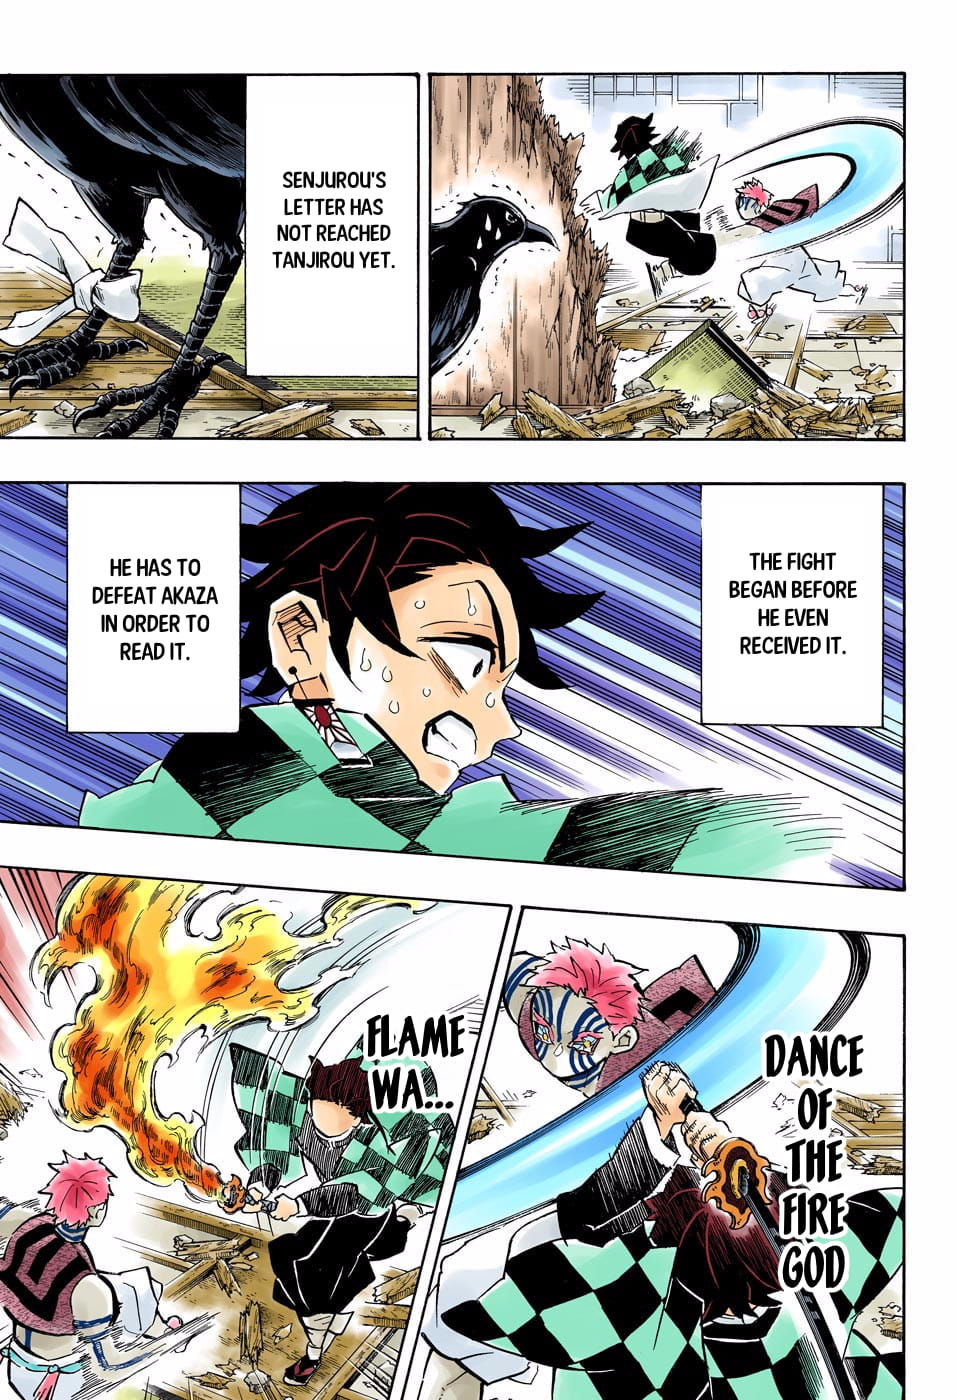 SENJUROU'S
LETTER HAS
NOT REACHED
TANJIROU YET.
THE FIGHT
BEGAN BEFORE
HE EVEN
RECEIVED IT.
HE HAS TO
DEFEAT AKAZA
IN ORDER TO
READ IT.
DANCE
OF
THE
FIRE
GOD
FLAME
WA...